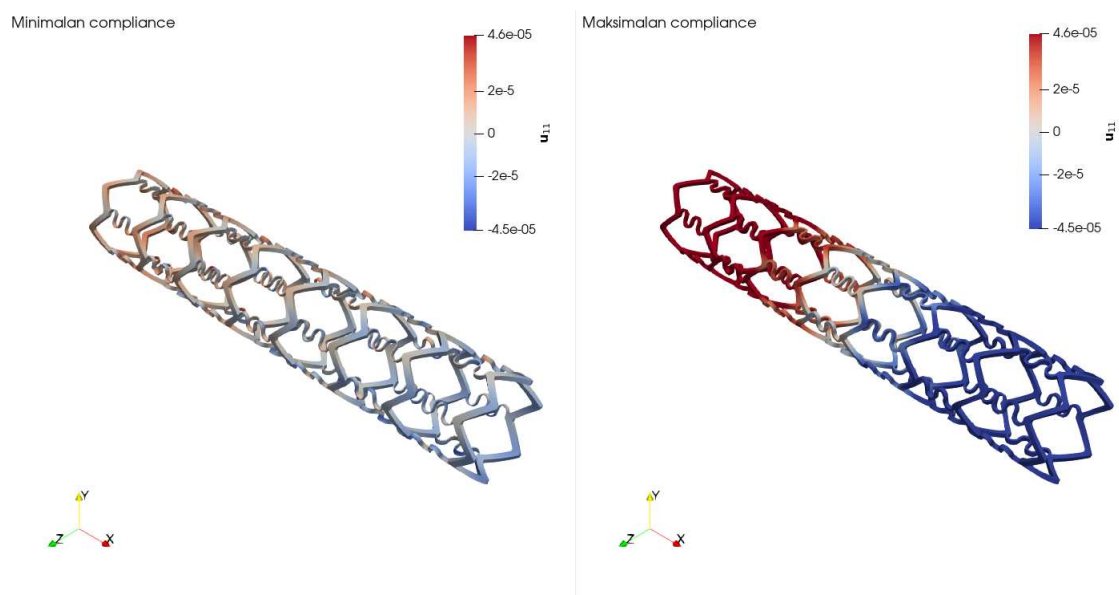 Minimalan compliance
4.6e-05
2e-5
0
-2e-5
-4.5e-05
u11
Y
Z
X
Maksimalan compliance
4.6e-05
2e-5
0
-2e-5
-4.5e-05
u11
Y
Z
X